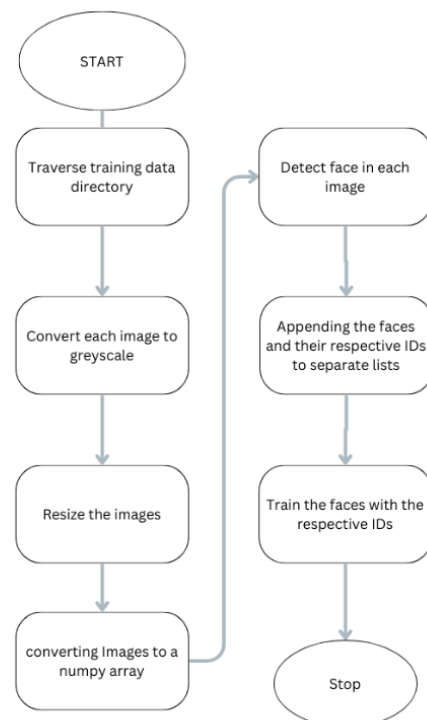 START
Traverse training data
directory
Convert each image to
greyscale
Resize the images
converting Images to a
numpy array
Detect face in each
image
Appending the faces
and their respective IDs
to separate lists
Train the faces with the
respective IDs
Stop